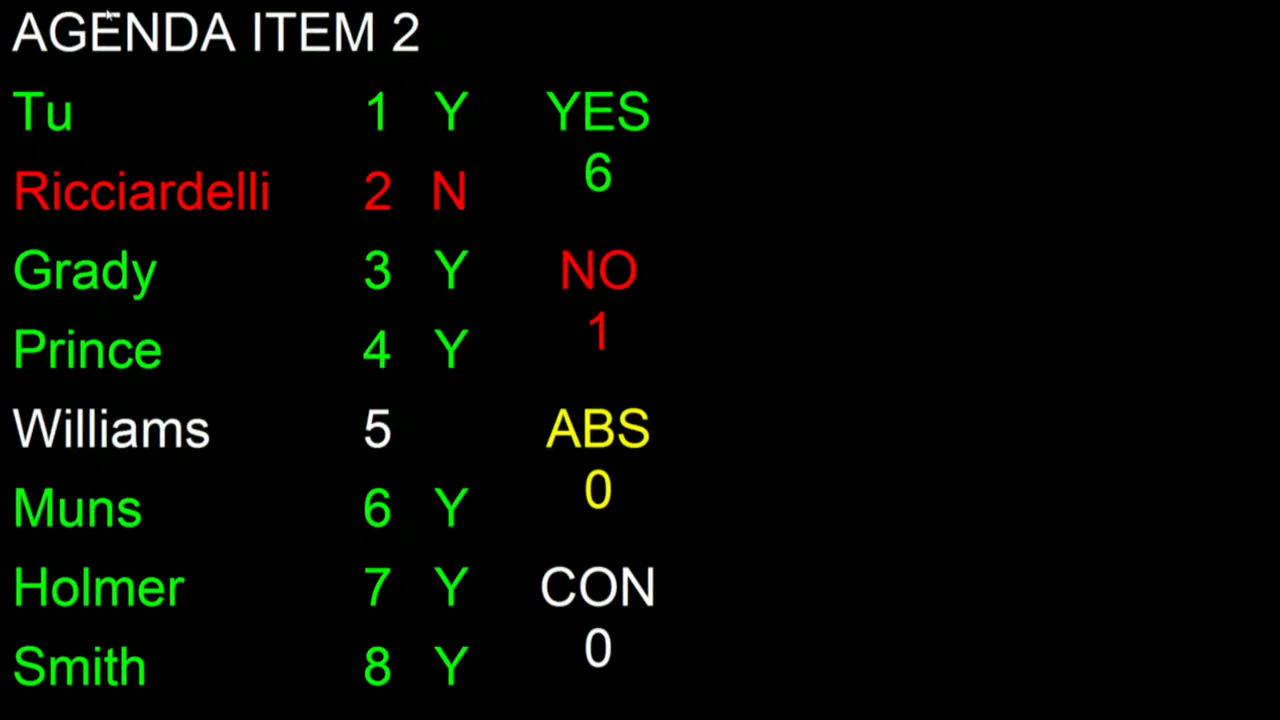 AGENDA ITEM 2
Tu 1 Y
Ricciardelli 2 N
Grady 3 Y
Prince 4 Y
Williams 5
Muns 6 Y
Holmer 7 Y
Smith 8 Y
YES
6
NO
1
ABS
0
CON
0